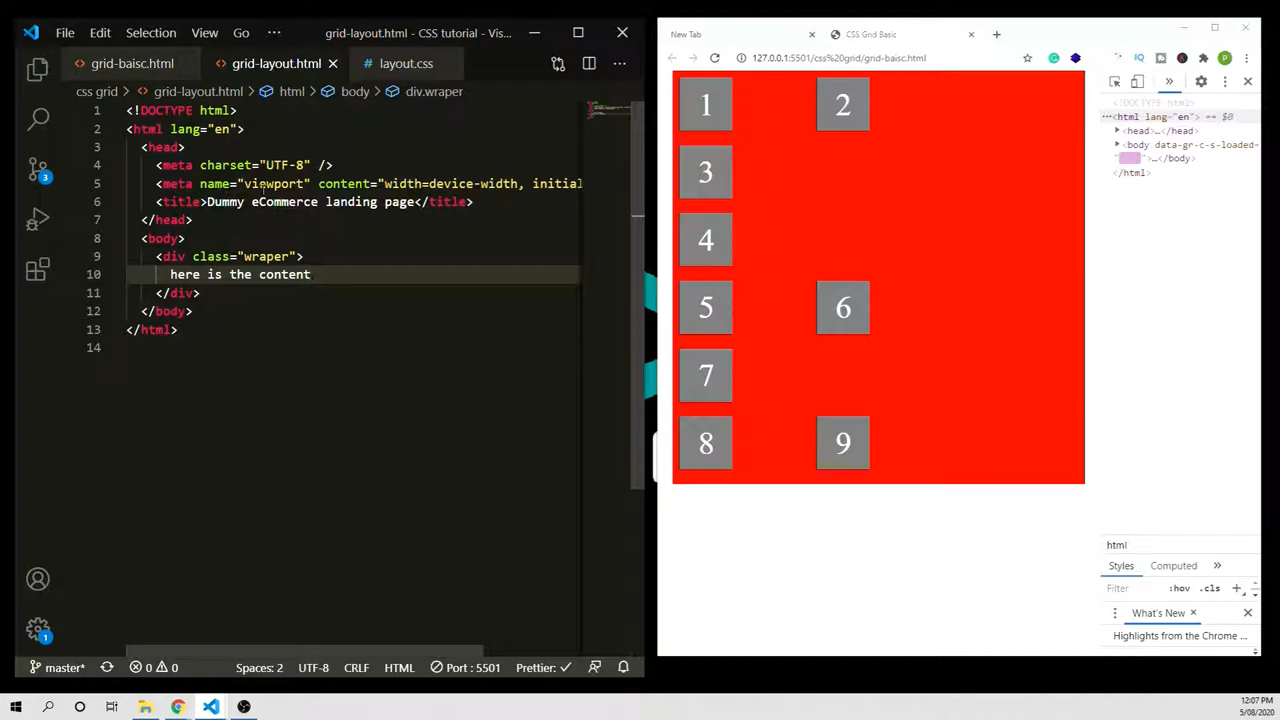 File Edit Selection View Go ... grid-layout.html - CSS tutorial - Vis...
grid-baisc.html grid-layout.html # layout.css
css grid > grid-layout.html > html > body > div.wraper
1 <!DOCTYPE html>
2 <html lang="en">
3 <head>
4 <meta charset="UTF-8" />
5 <meta name="viewport" content="width=device-width, initial
6 <title>Dummy eCommerce landing page</title>
7 </head>
8 <body>
9 <div class="wraper">
10 here is the content
11 </div>
12 </body>
13 </html>
14
3
1
master* 0 0 Spaces: 2 UTF-8 CRLF HTML Port : 5501 Prettier: ✓
New Tab CSS Grid Basic
127.0.0.1:5501/css%20grid/grid-baisc.html
1 2
3
4
5 6
7
8 9
<!DOCTYPE html>
...<html lang="en"> == $0
<head>...</head>
<body data-gr-c-s-loaded=
"">...</body>
</html>
html
Styles Computed »
Filter :hov .cls +
What's New ×
Highlights from the Chrome ...
12:07 PM
5/08/2020